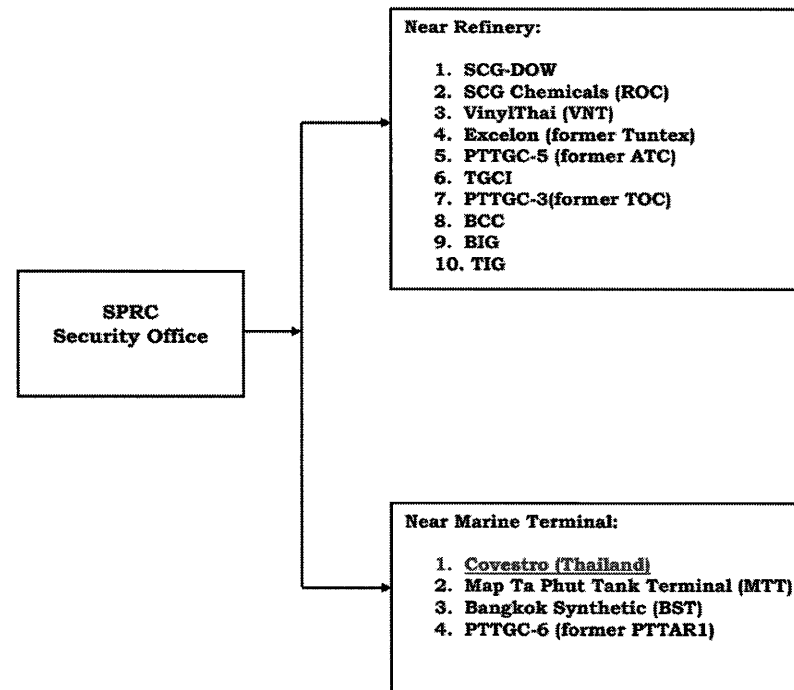 Near Refinery:
1. SCG-DOW
2. SCG Chemicals (ROC)
3. VinylThai (VNT)
4. Excelon (former Tuntex)
5. PTTGC-5 (former ATC)
6. TGCI
7. PTTGC-3(former TOC)
8. BCC
9. BIG
10. TIG
SPRC
Security Office
Near Marine Terminal:
1. Covestro (Thailand)
2. Map Ta Phut Tank Terminal (MTT)
3. Bangkok Synthetic (BST)
4. PTTGC-6 (former PTTAR1)